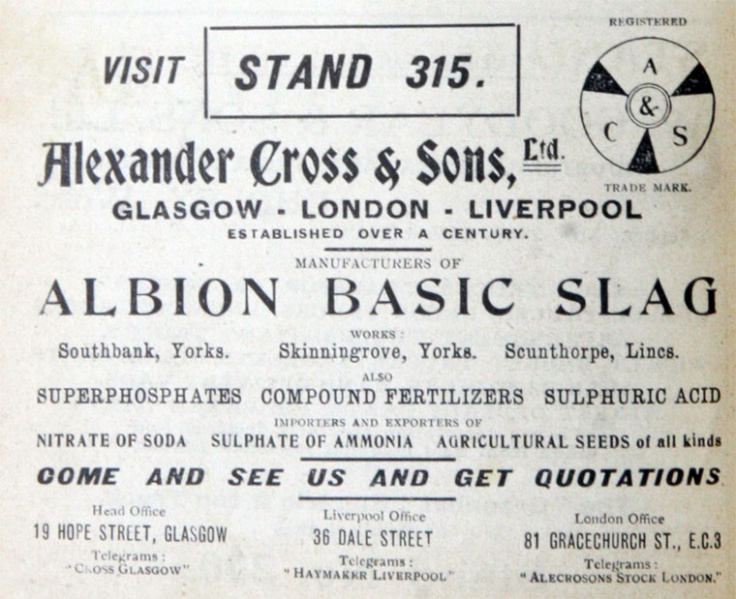 VISIT STAND 315.
REGISTERED
A
&
C S
TRADE MARK.
Alexander Cross & Sons, Ltd.
GLASGOW - LONDON - LIVERPOOL
ESTABLISHED OVER A CENTURY.
MANUFACTURERS OF
ALBION BASIC SLAG
WORKS:
Southbank, Yorks. Skinningrove, Yorks. Scunthorpe, Lincs.
ALSO
SUPERPHOSPHATES COMPOUND FERTILIZERS SULPHURIC ACID
IMPORTERS AND EXPORTERS OF
NITRATE OF SODA SULPHATE OF AMMONIA AGRICULTURAL SEEDS of all kinds
COME AND SEE US AND GET QUOTATIONS
Head Office
19 HOPE STREET, GLASGOW
Telegrams:
"CROSS GLASGOW"
Liverpool Office
36 DALE STREET
Telegrams:
"HAYMAKER LIVERPOOL"
London Office
81 GRACECHURCH ST., E.C.3
Telegrams:
"ALECROSONS STOCK LONDON."